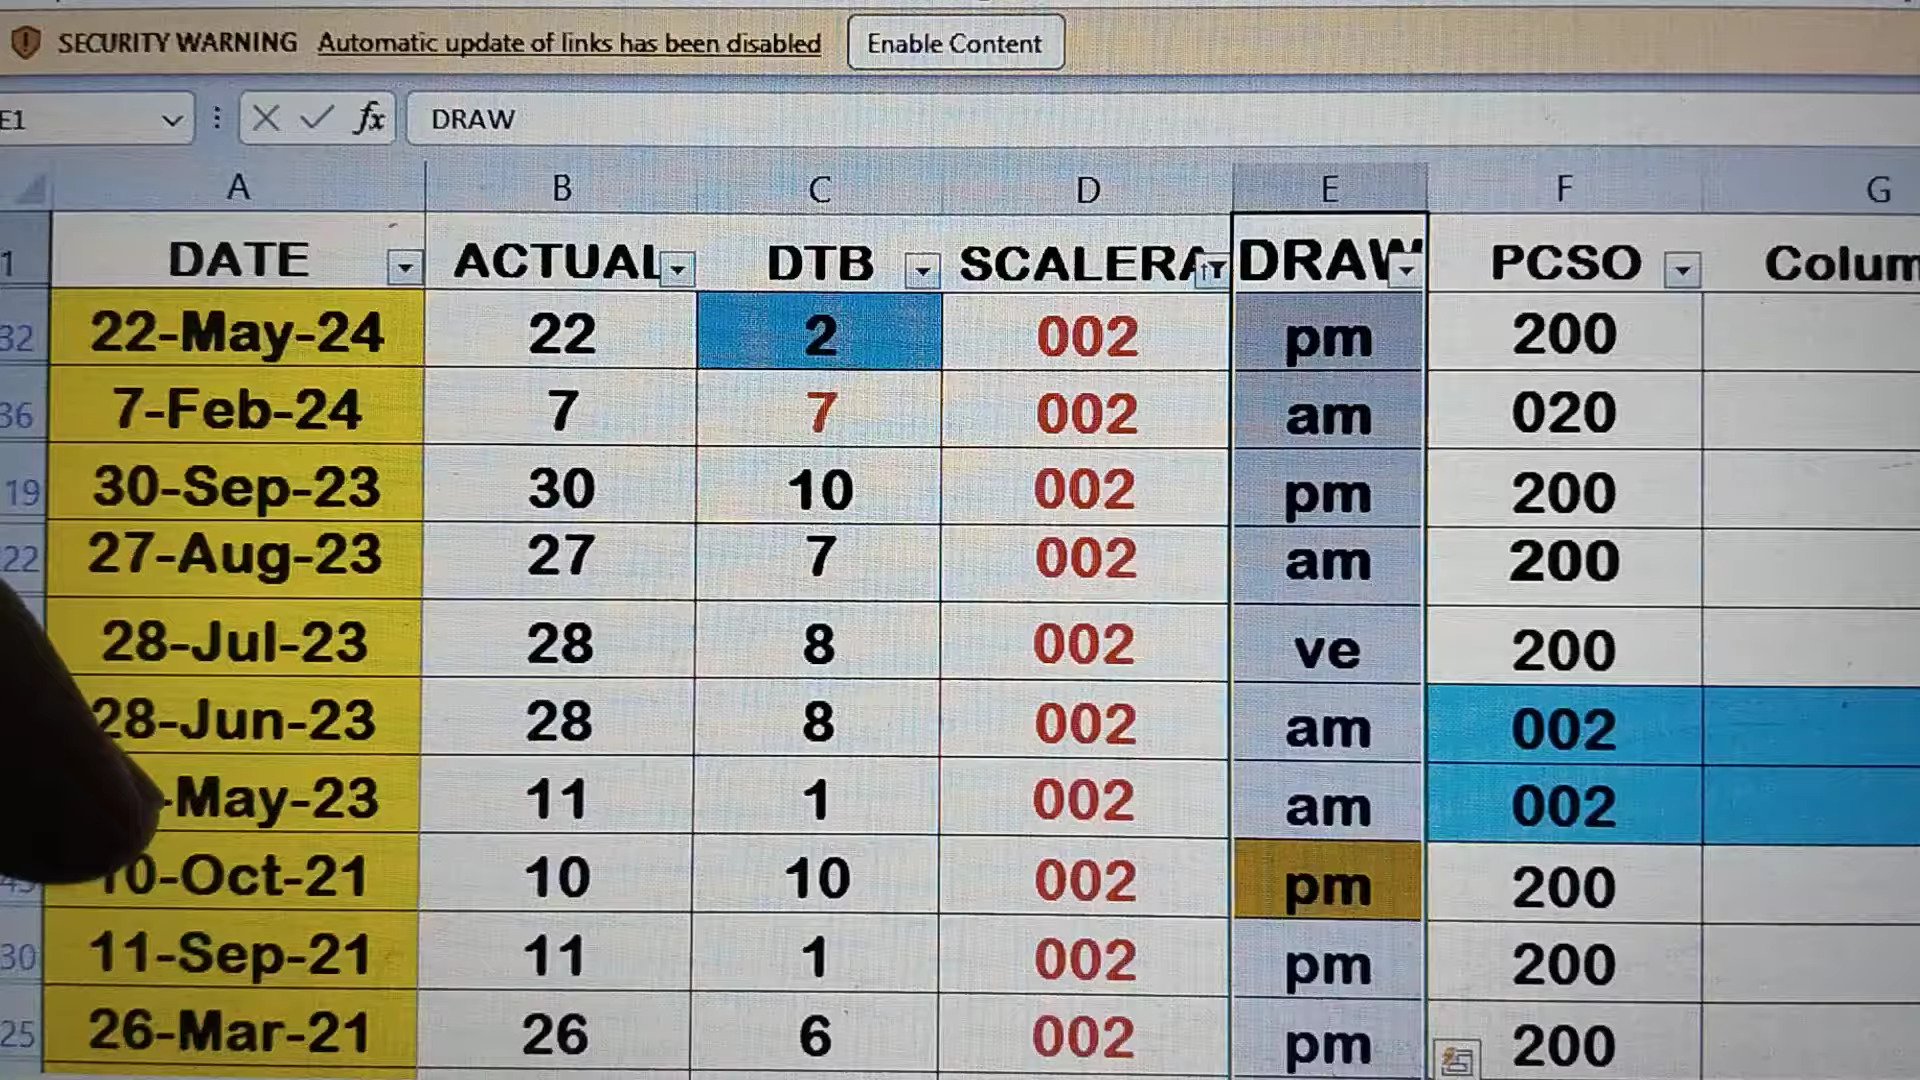 SECURITY WARNING Automatic update of links has been disabled Enable Content
E1 fx DRAW
A B C D E F G
1 DATE ACTUAL DTB SCALERA DRAW PCSO Colum
32 22-May-24 22 2 002 pm 200
36 7-Feb-24 7 7 002 am 020
19 30-Sep-23 30 10 002 pm 200
22 27-Aug-23 27 7 002 am 200
28-Jul-23 28 8 002 ve 200
28-Jun-23 28 8 002 am 002
-May-23 11 1 002 am 002
10-Oct-21 10 10 002 pm 200
30 11-Sep-21 11 1 002 pm 200
25 26-Mar-21 26 6 002 pm 200